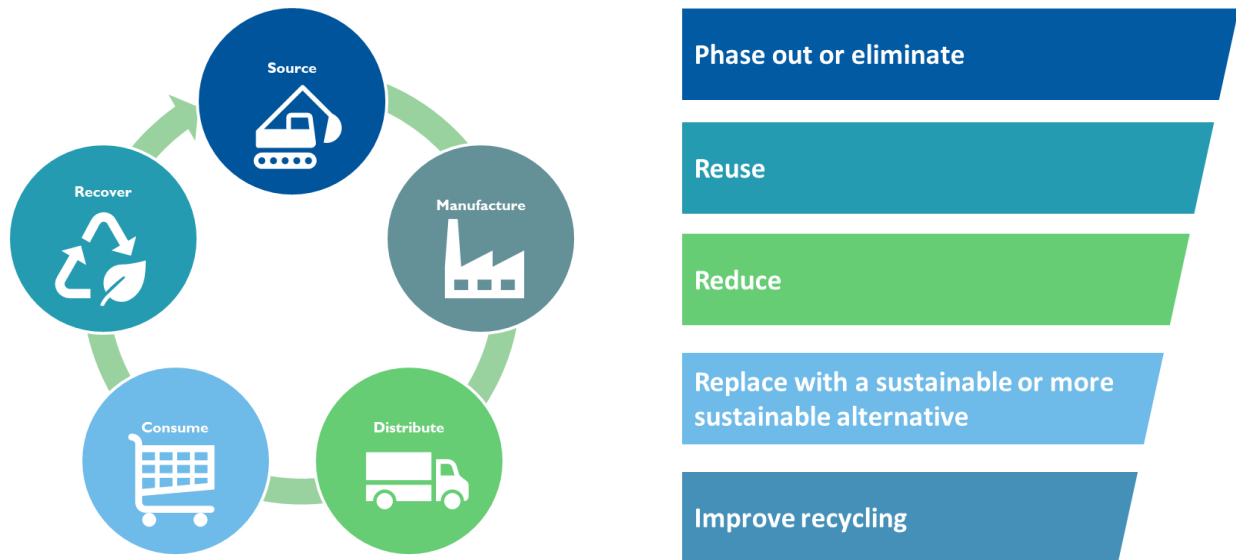 Source
Manufacture
Distribute
Consume
Recover
Phase out or eliminate
Reuse
Reduce
Replace with a sustainable or more
sustainable alternative
Improve recycling